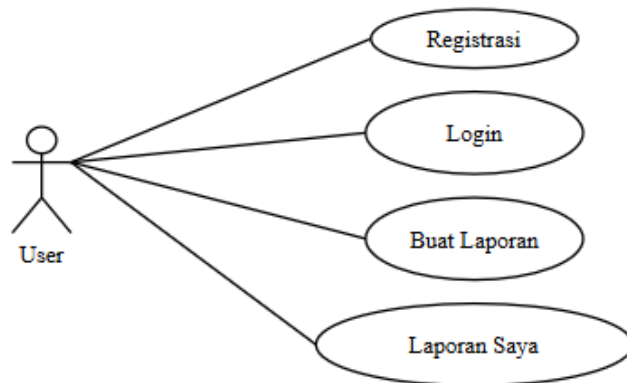 Registrasi
Login
Buat Laporan
User
Laporan Saya